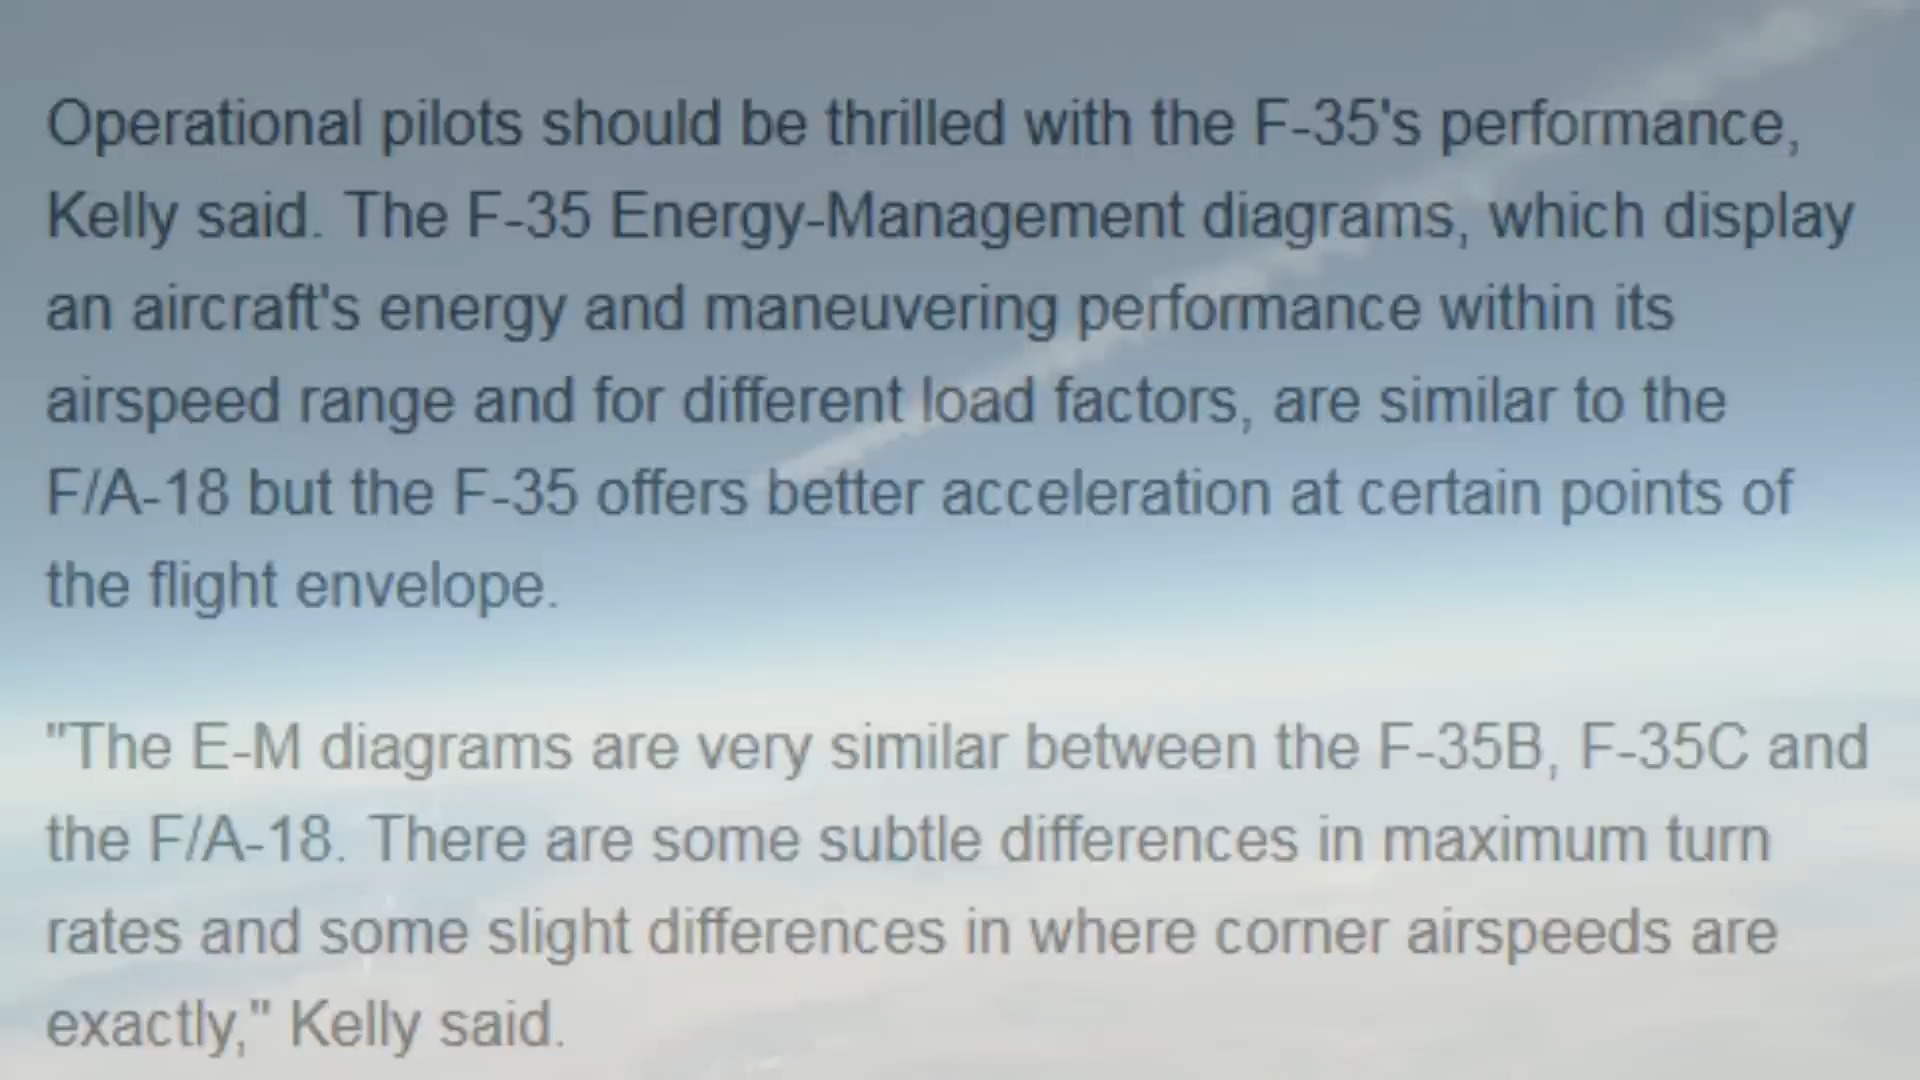 Operational pilots should be thrilled with the F-35's performance,
Kelly said. The F-35 Energy-Management diagrams, which display
an aircraft's energy and maneuvering performance within its
airspeed range and for different load factors, are similar to the
F/A-18 but the F-35 offers better acceleration at certain points of
the flight envelope.
"The E-M diagrams are very similar between the F-35B, F-35C and
the F/A-18. There are some subtle differences in maximum turn
rates and some slight differences in where corner airspeeds are
exactly," Kelly said.